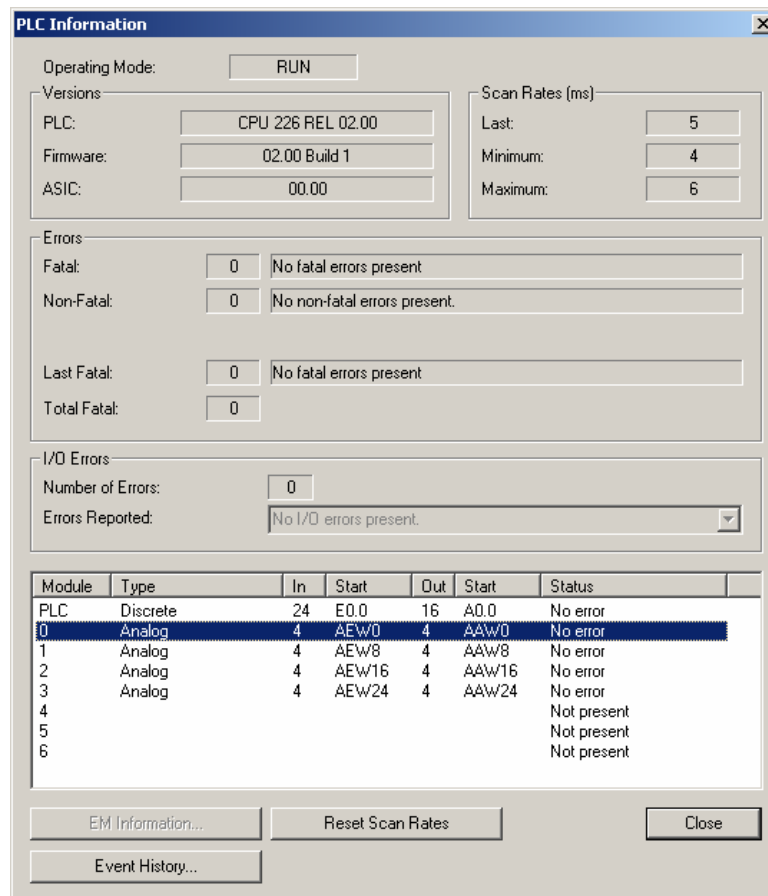 PLC Information
Operating Mode: RUN
Versions
PLC: CPU 226 REL 02.00
Firmware: 02.00 Build 1
ASIC: 00.00
Scan Rates (ms)
Last: 5
Minimum: 4
Maximum: 6
Errors
Fatal: 0 No fatal errors present
Non-Fatal: 0 No non-fatal errors present.
Last Fatal: 0 No fatal errors present
Total Fatal: 0
I/O Errors
Number of Errors: 0
Errors Reported: No I/O errors present.
Module Type In Start Out Start Status
PLC Discrete 24 E0.0 16 A0.0 No error
0 Analog 4 AEW0 4 AAW0 No error
1 Analog 4 AEW8 4 AAW8 No error
2 Analog 4 AEW16 4 AAW16 No error
3 Analog 4 AEW24 4 AAW24 No error
4 Not present
5 Not present
6 Not present
EM Information... Reset Scan Rates Close
Event History...